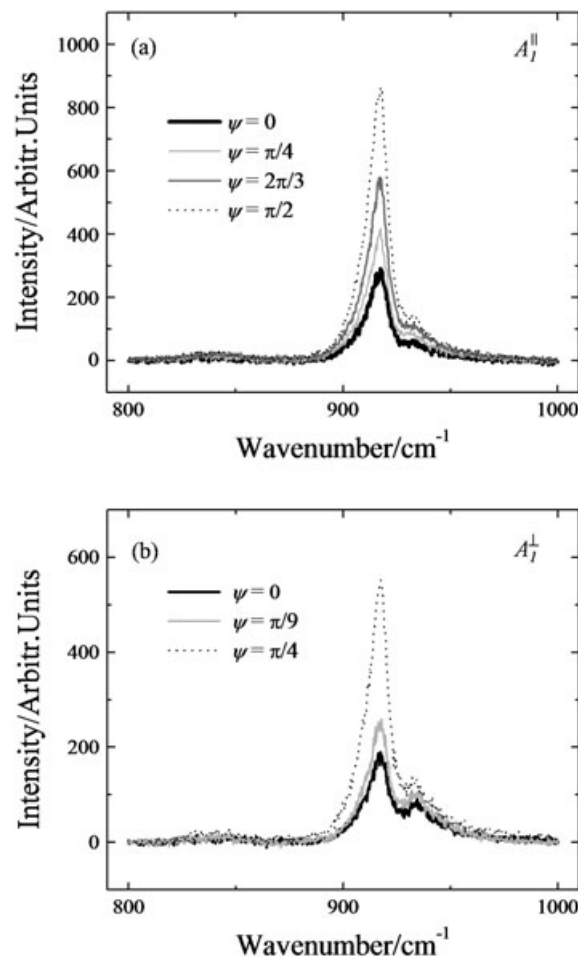 (a)
A₁^∥
ψ = 0
ψ = π/4
ψ = 2π/3
ψ = π/2
Intensity/Arbitr.Units
1000
800
600
400
200
0
800
900
1000
Wavenumber/cm⁻¹
(b)
A₁^⊥
ψ = 0
ψ = π/9
ψ = π/4
Intensity/Arbitr.Units
600
400
200
0
800
900
1000
Wavenumber/cm⁻¹